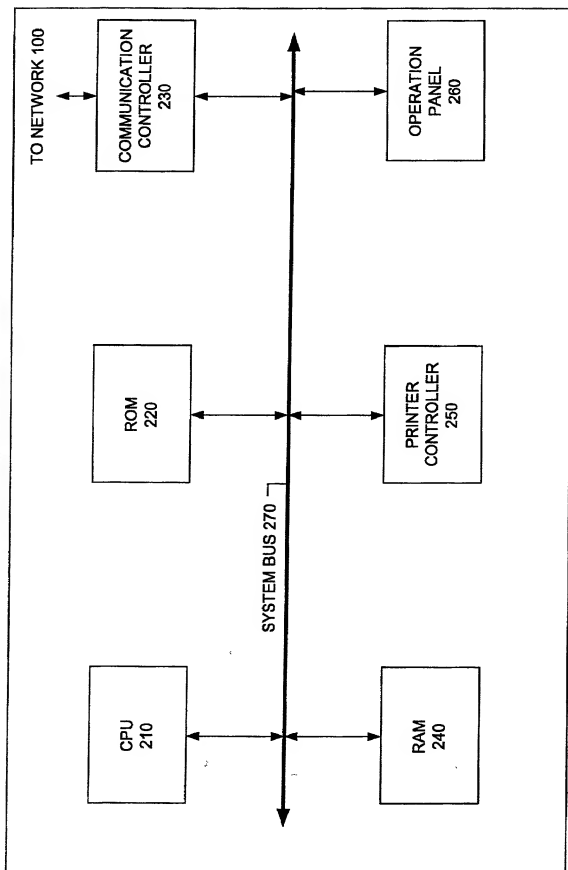 TO NETWORK 100
CPU
210
ROM
220
COMMUNICATION
CONTROLLER
230
SYSTEM BUS 270
RAM
240
PRINTER
CONTROLLER
250
OPERATION
PANEL
260